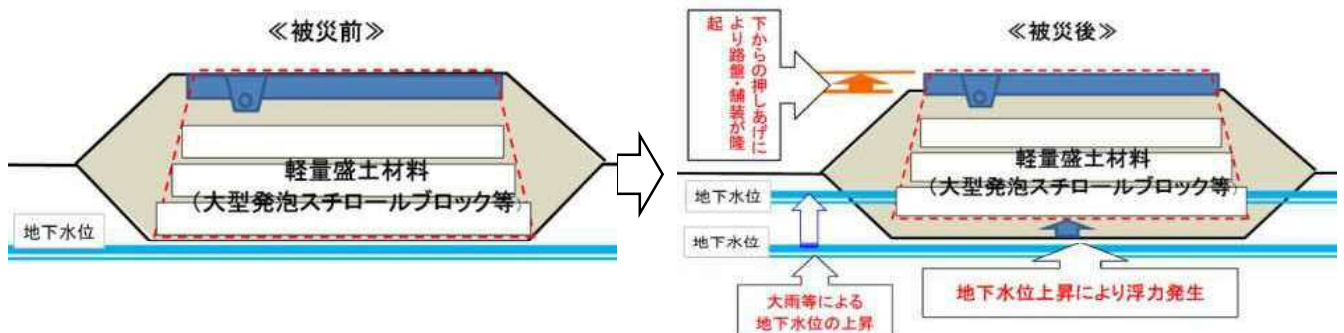 ≪被災前≫
軽量盛土材料
(大型発泡スチロールブロック等)
地下水位
≪被災後≫
下からの押しあげに
より路盤・舗装が隆
起
軽量盛土材料
(大型発泡スチロールブロック等)
地下水位
地下水位
大雨等による
地下水位の上昇
地下水位上昇により浮力発生